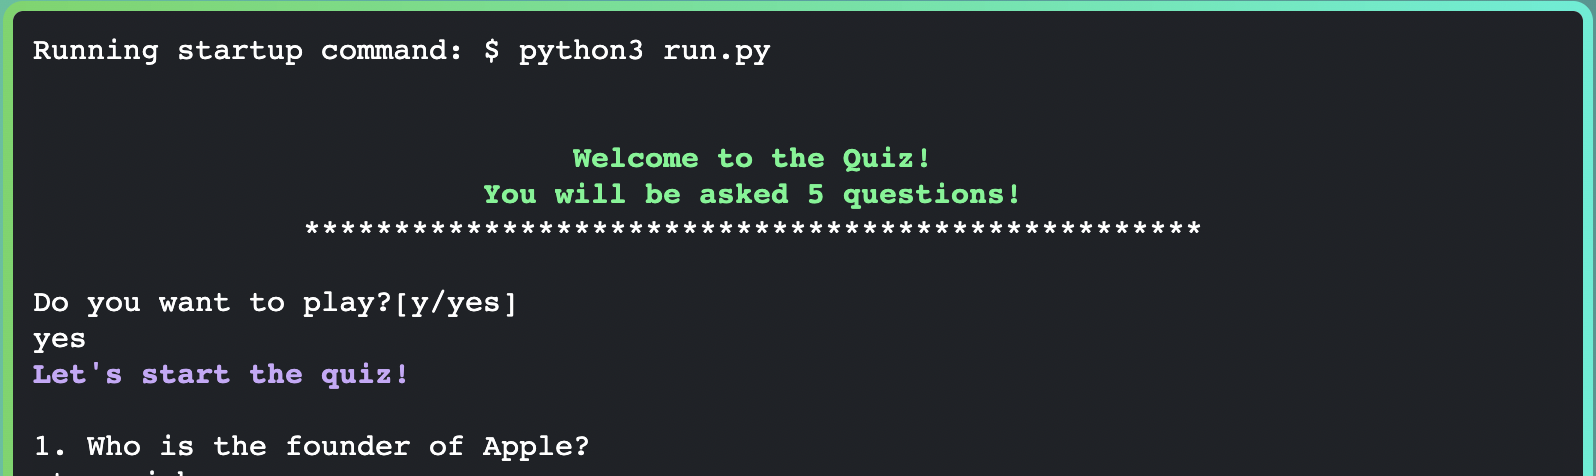 Running startup command: $ python3 run.py
Welcome to the Quiz!
You will be asked 5 questions!
**************************************************
Do you want to play?[y/yes]
yes
Let's start the quiz!
1. Who is the founder of Apple?